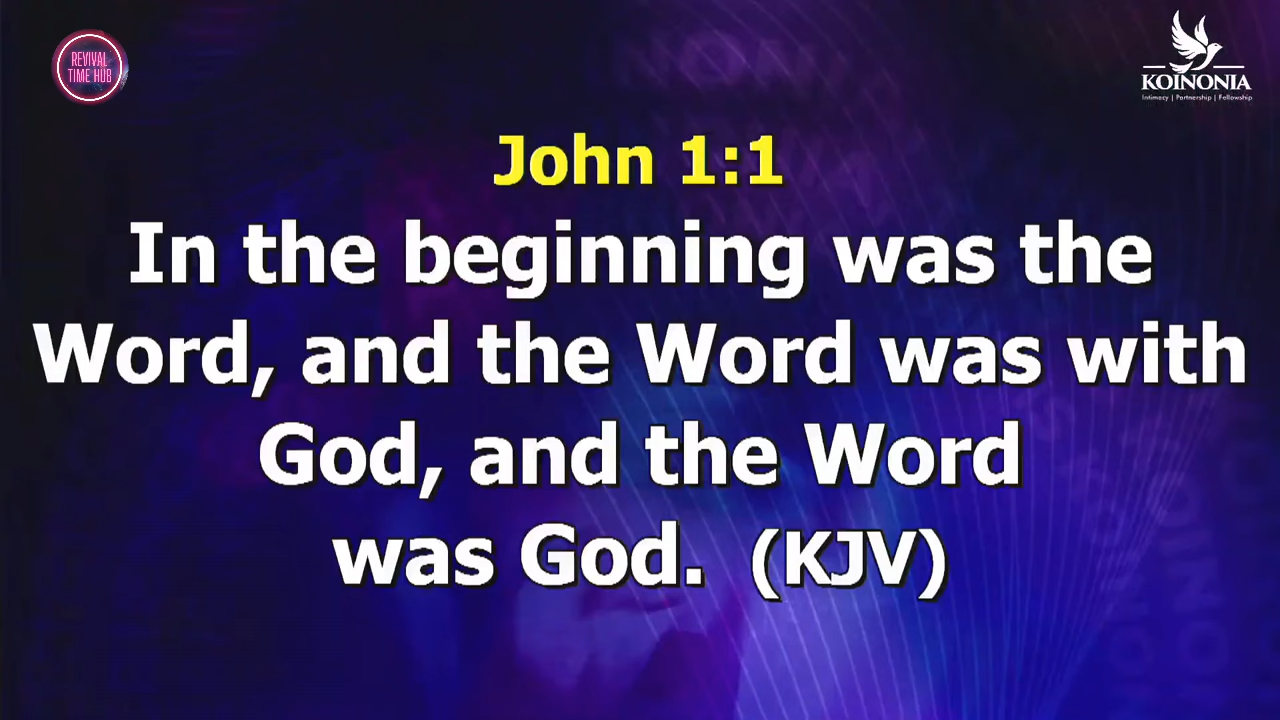 REVIVAL
TIME HUB
KOINONIA
Intimacy | Partnership | Fellowship
John 1:1
In the beginning was the
Word, and the Word was with
God, and the Word
was God. (KJV)